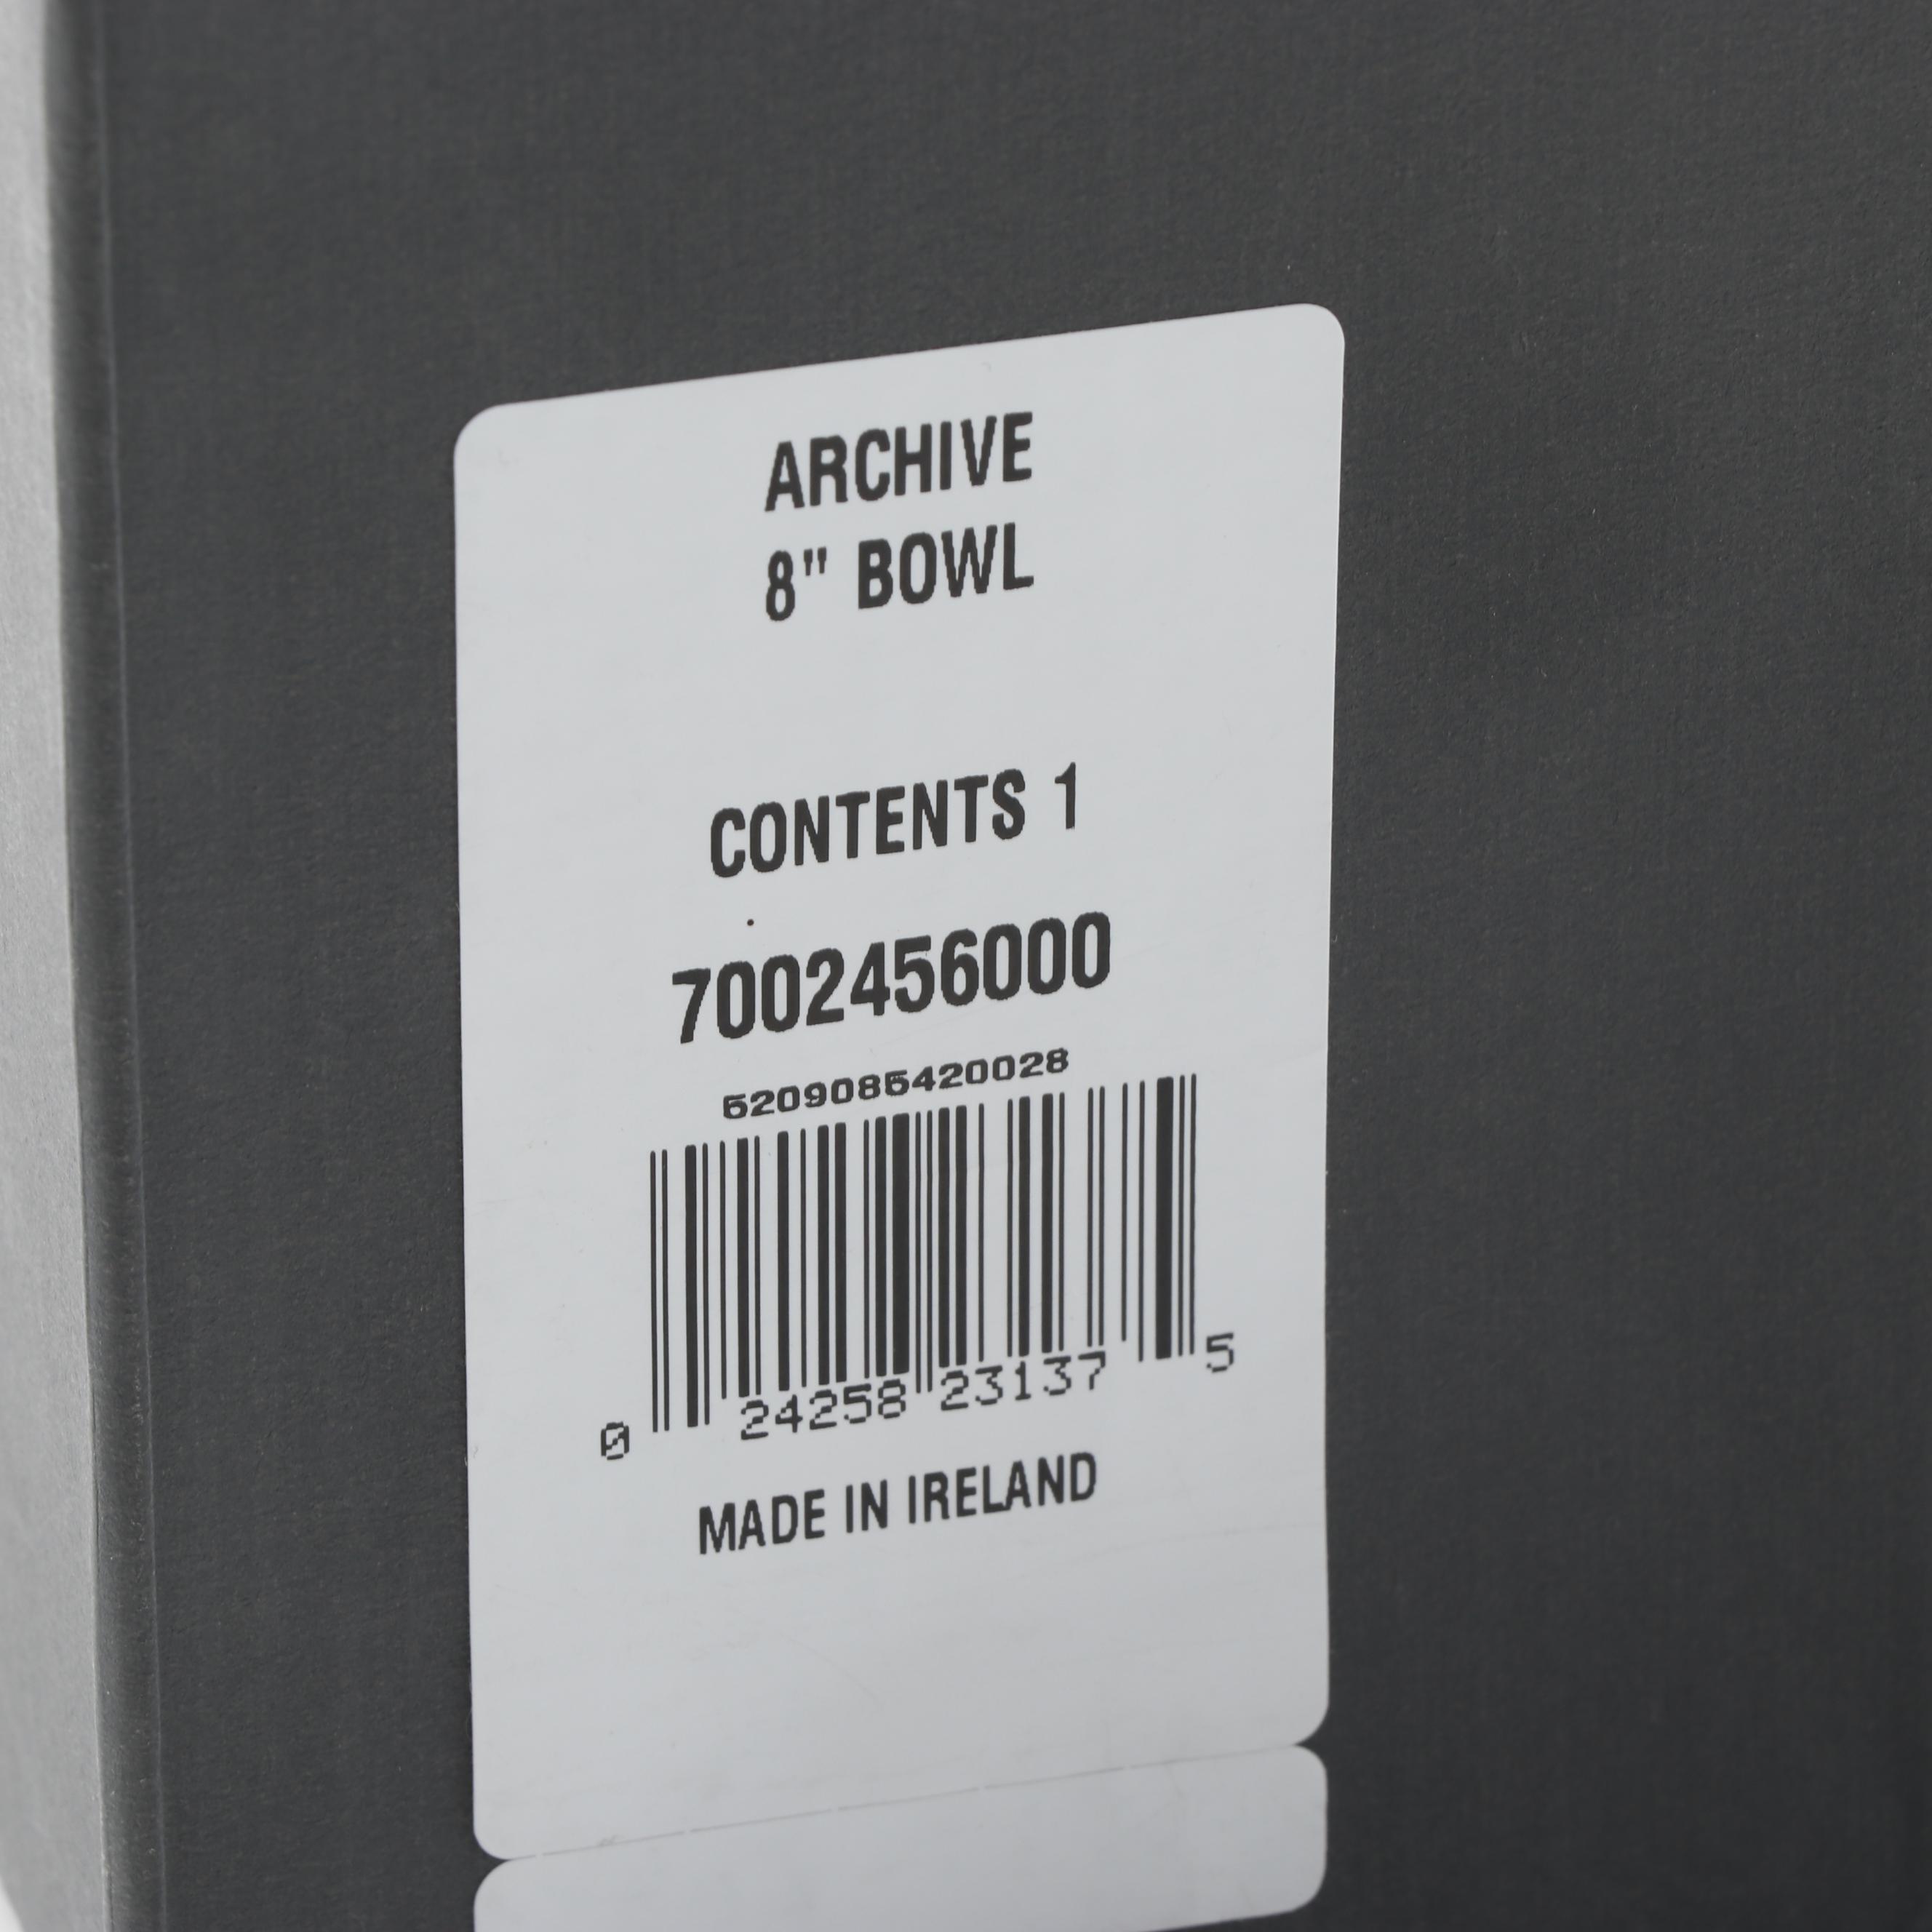 ARCHIVE
8" BOWL
CONTENTS 1
7002456000
5209085420028
0 24258 23137 5
MADE IN IRELAND